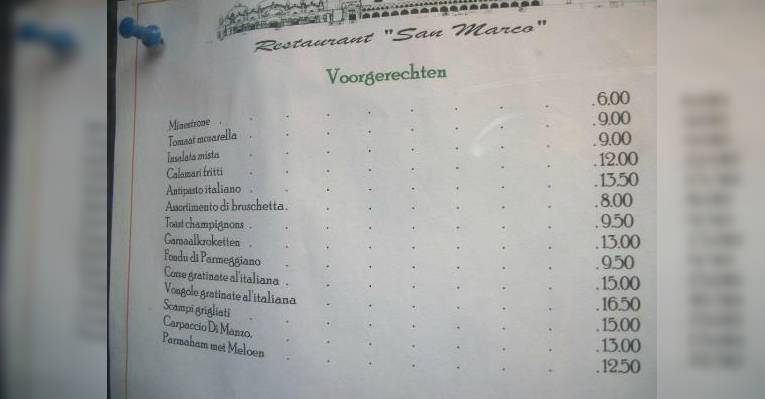 Restaurant "San Marco"
Voorgerechten
Minestrone . . . . . . . . .6.00
Tomaat mozarella . . . . . . . . .9.00
Insalata mista . . . . . . . . .9.00
Calamari fritti . . . . . . . . .12.00
Antipasto italiano . . . . . . . . .13.50
Assortimento di bruschetta . . . . . . . .8.00
Toast champignons . . . . . . . . .9.50
Garnaalkroketten . . . . . . . . .13.00
Fondu di Parmeggiano . . . . . . . .9.50
Cozze gratinate al'italiana . . . . . . . .15.00
Vongole gratinate al'italiana . . . . . . .16.50
Scampi grigliati . . . . . . . . .15.00
Carpaccio Di Manzo . . . . . . . . .13.00
Parmaham met Meloen . . . . . . . .12.50